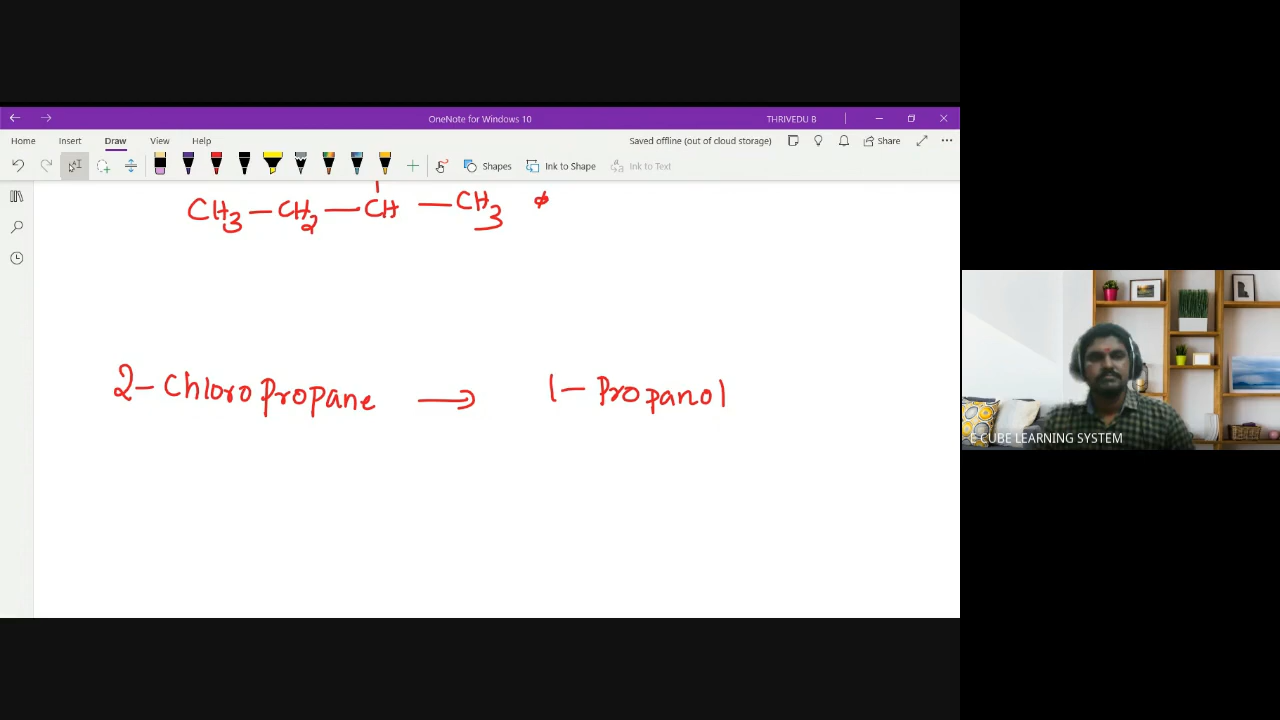 OneNote for Windows 10
THRIVEDU B
Home Insert Draw View Help
Saved offline (out of cloud storage)
Share
Shapes Ink to Shape Ink to Text
CH3 — CH2 — CH — CH3
2- Chloro Propane → 1- Propanol
E CUBE LEARNING SYSTEM